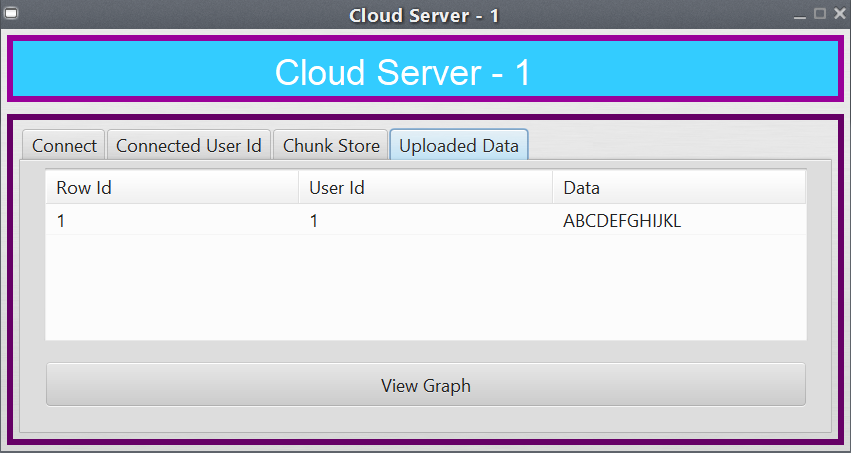 Cloud Server - 1
Cloud Server - 1
Connect Connected User Id Chunk Store Uploaded Data
Row Id User Id Data
1 1 ABCDEFGHIJKL
View Graph